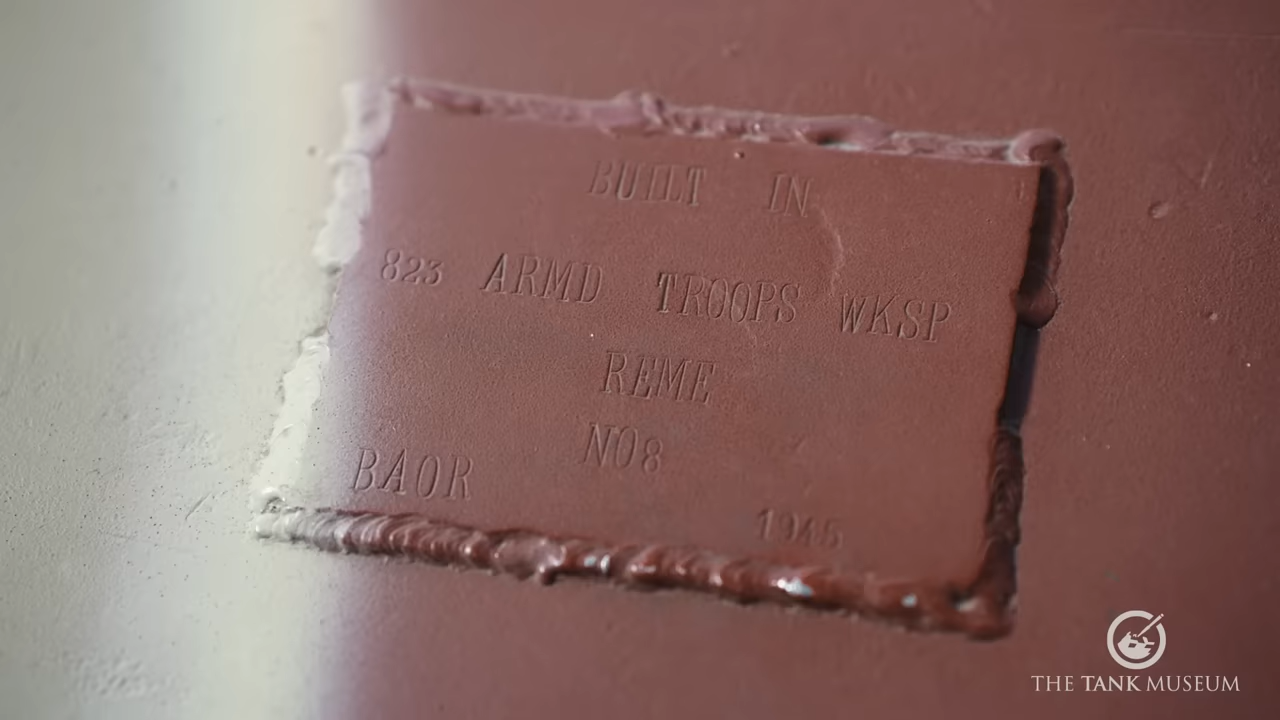 BUILT IN
823 ARMD TROOPS WKSP
REME
NO8
BAOR
1945
THE TANK MUSEUM